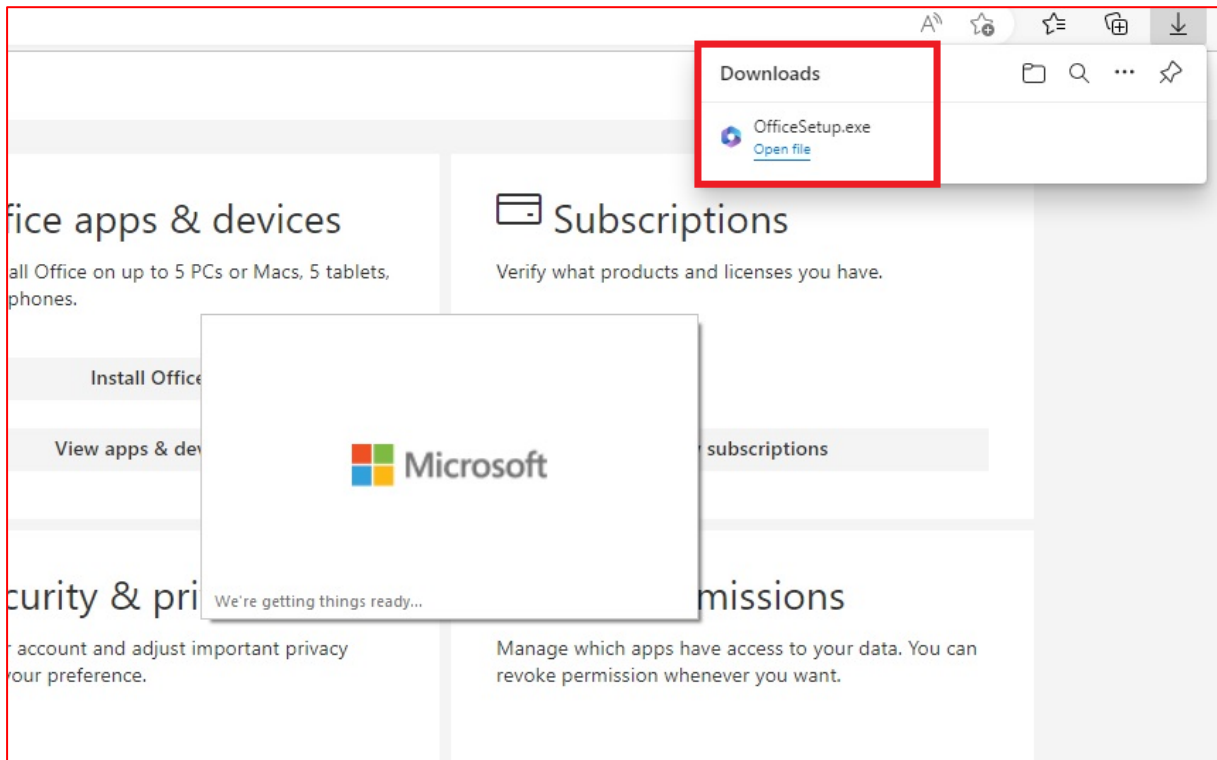 Downloads
OfficeSetup.exe
Open file
fice apps & devices
all Office on up to 5 PCs or Macs, 5 tablets,
phones.
Install Office
View apps & dev
Subscriptions
Verify what products and licenses you have.
subscriptions
Microsoft
We're getting things ready...
curity & pri
r account and adjust important privacy
your preference.
missions
Manage which apps have access to your data. You can
revoke permission whenever you want.